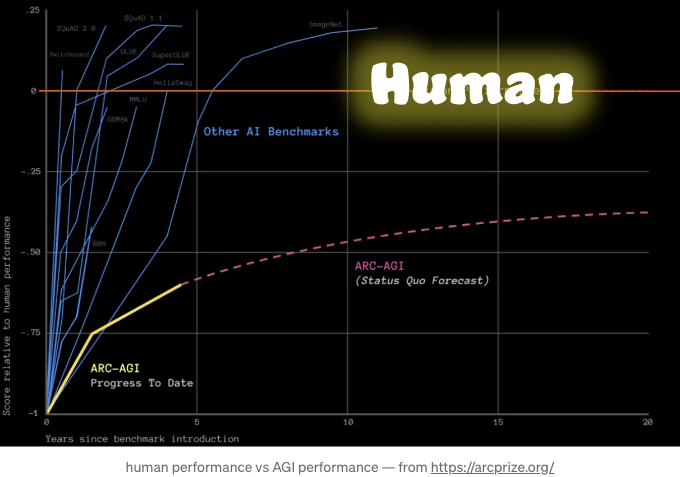 .25
SQuAD 1.1
SQuAD 2.0
ImageNet
Switchboard
GLUE
SuperGLUE
HellaSwag
0
Human
MMLU
GSM8k
Other AI Benchmarks
-.25
BBH
-.50
ARC-AGI
(Status Quo Forecast)
-.75
ARC-AGI
Progress To Date
-1
0
5
10
15
20
Score relative to human performance
Years since benchmark introduction
human performance vs AGI performance — from https://arcprize.org/